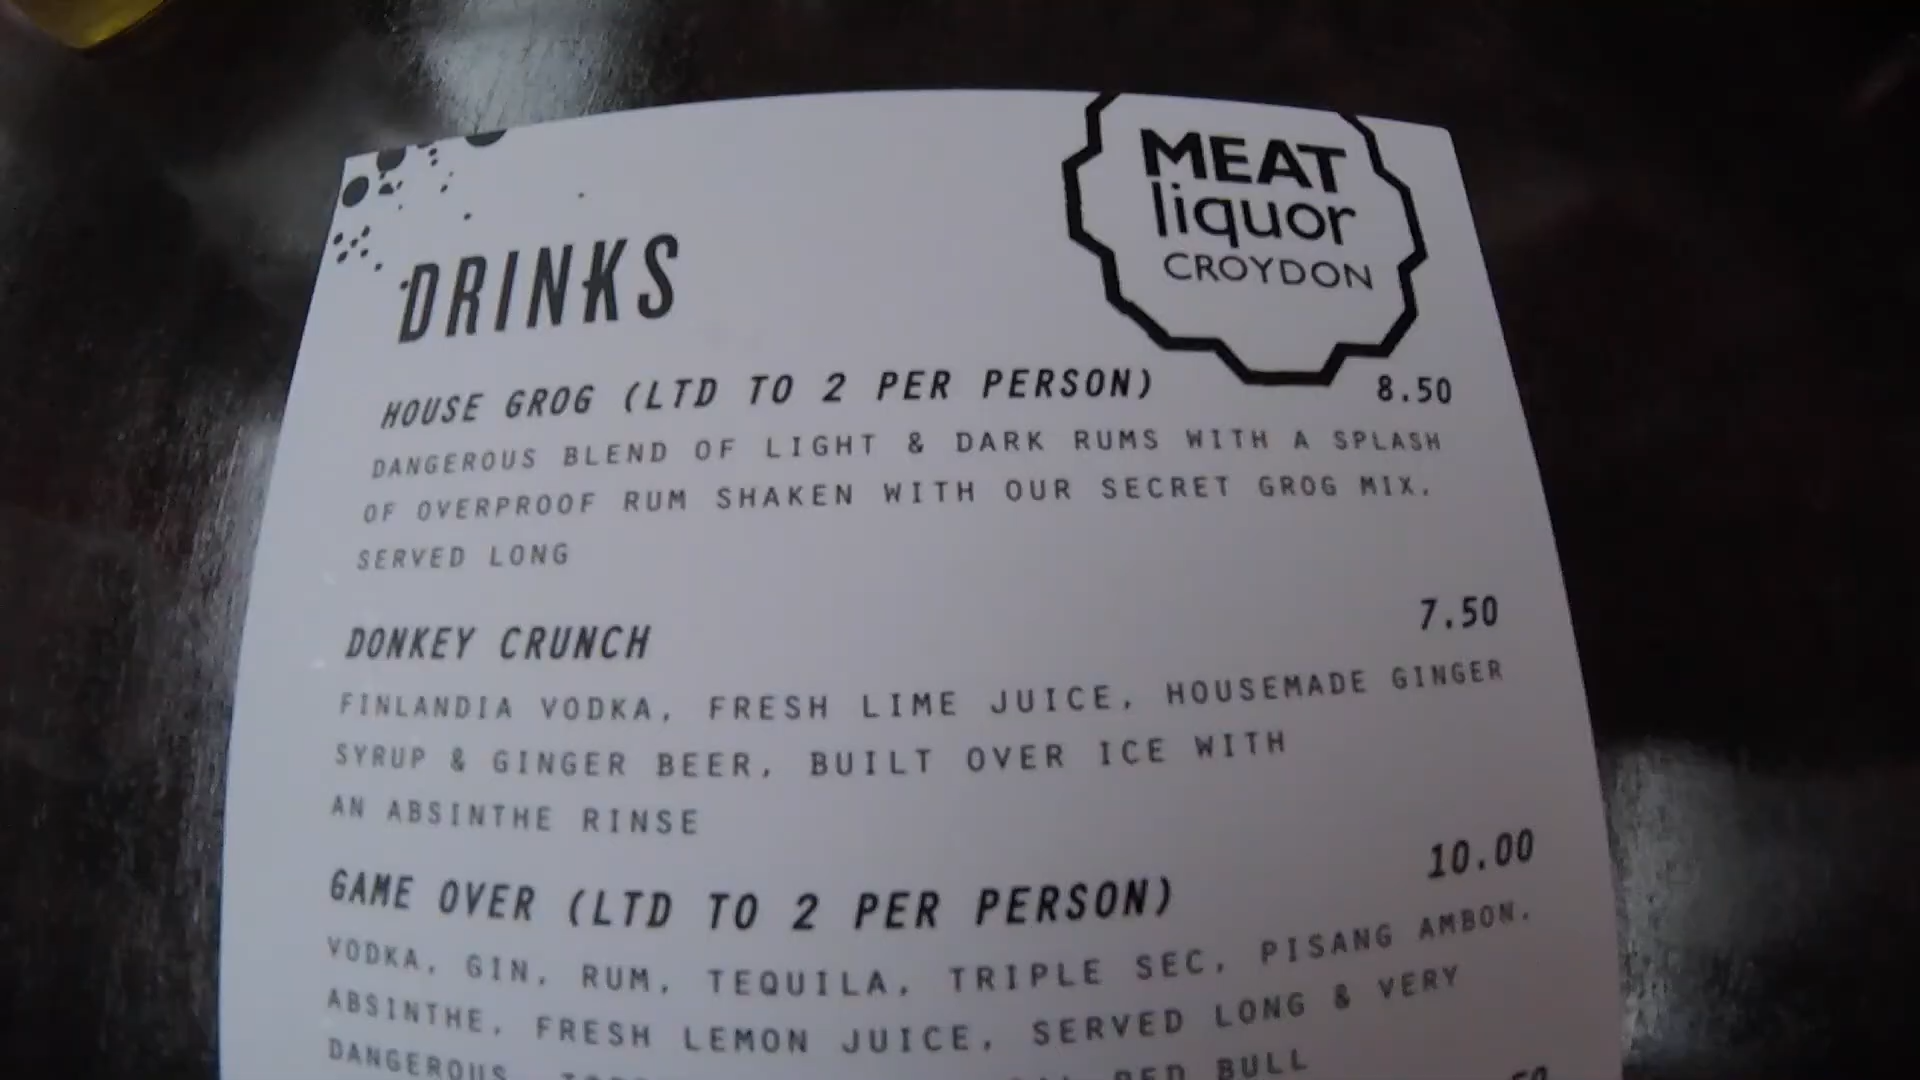 MEAT
liquor
CROYDON
DRINKS
HOUSE GROG (LTD TO 2 PER PERSON) 8.50
DANGEROUS BLEND OF LIGHT & DARK RUMS WITH A SPLASH
OF OVERPROOF RUM SHAKEN WITH OUR SECRET GROG MIX.
SERVED LONG
DONKEY CRUNCH 7.50
FINLANDIA VODKA, FRESH LIME JUICE, HOUSEMADE GINGER
SYRUP & GINGER BEER, BUILT OVER ICE WITH
AN ABSINTHE RINSE
GAME OVER (LTD TO 2 PER PERSON) 10.00
VODKA, GIN, RUM, TEQUILA, TRIPLE SEC, PISANG AMBON,
ABSINTHE, FRESH LEMON JUICE, SERVED LONG & VERY
DANGEROUS. RED BULL